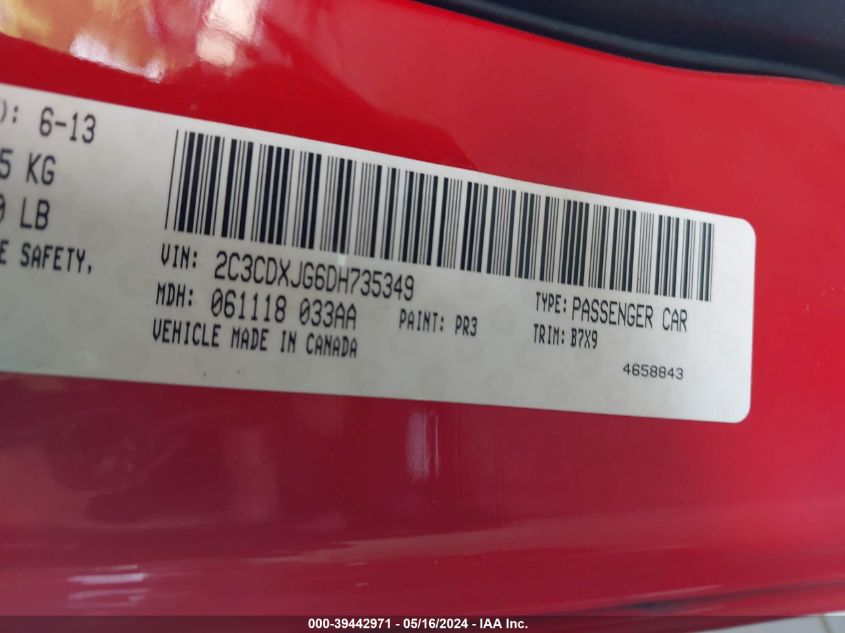 ): 6-13
5 KG
0 LB
E SAFETY,
VIN: 2C3CDXJG6DH735349
MDH: 061118 033AA
PAINT: PR3
VEHICLE MADE IN CANADA
TYPE: PASSENGER CAR
TRIM: B7X9
4658843
000-39442971 - 05/16/2024 - IAA Inc.